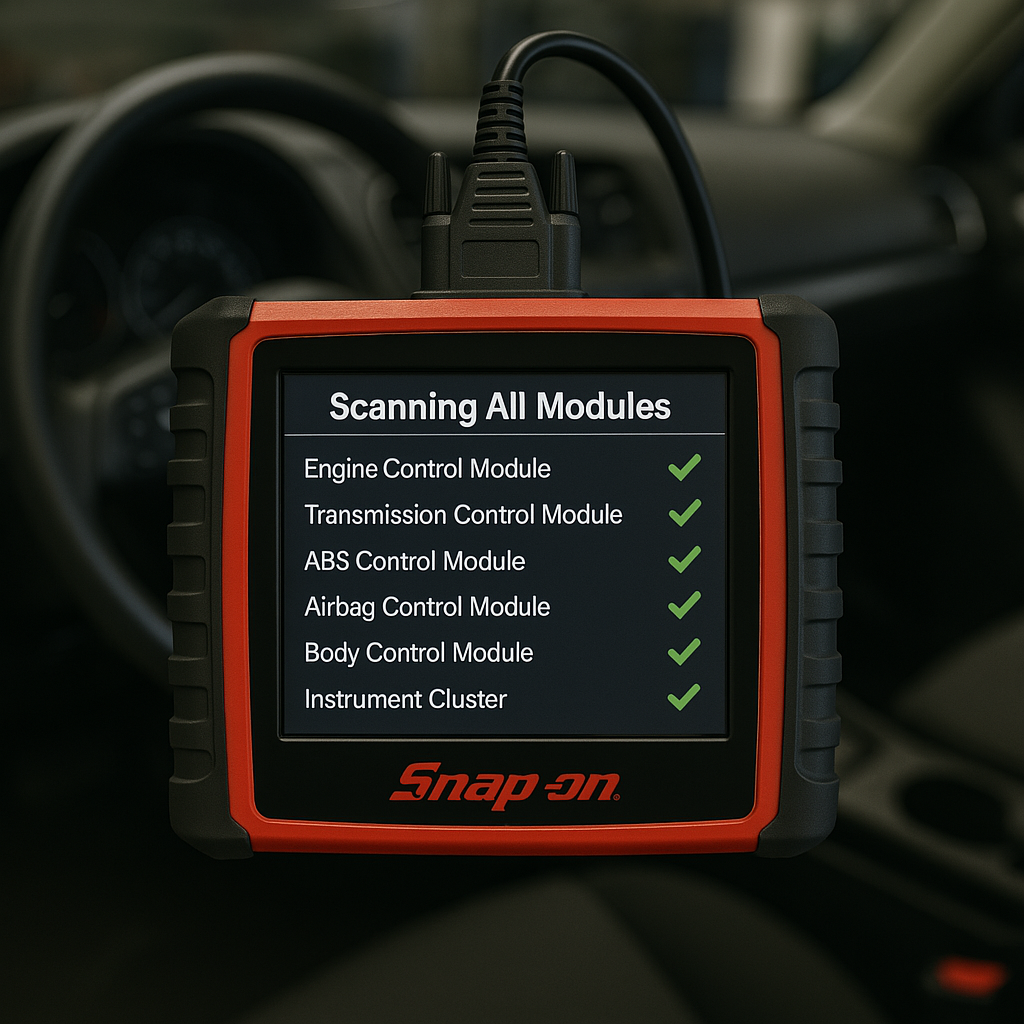 Scanning All Modules
Engine Control Module
Transmission Control Module
ABS Control Module
Airbag Control Module
Body Control Module
Instrument Cluster
Snap-on